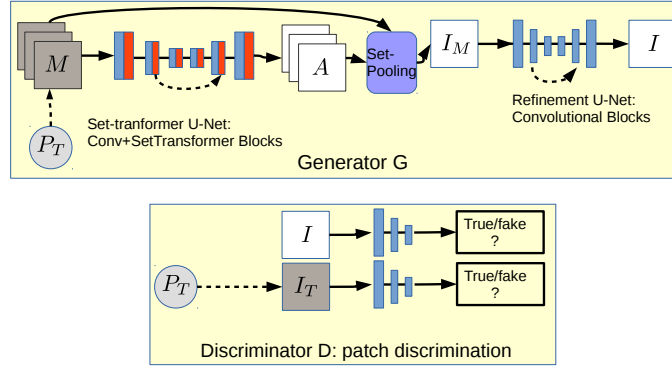 M
A
Set-
Pooling
I_M
I
P_T
Set-tranformer U-Net:
Conv+SetTransformer Blocks
Refinement U-Net:
Convolutional Blocks
Generator G
I
True/fake
?
P_T
I_T
True/fake
?
Discriminator D: patch discrimination